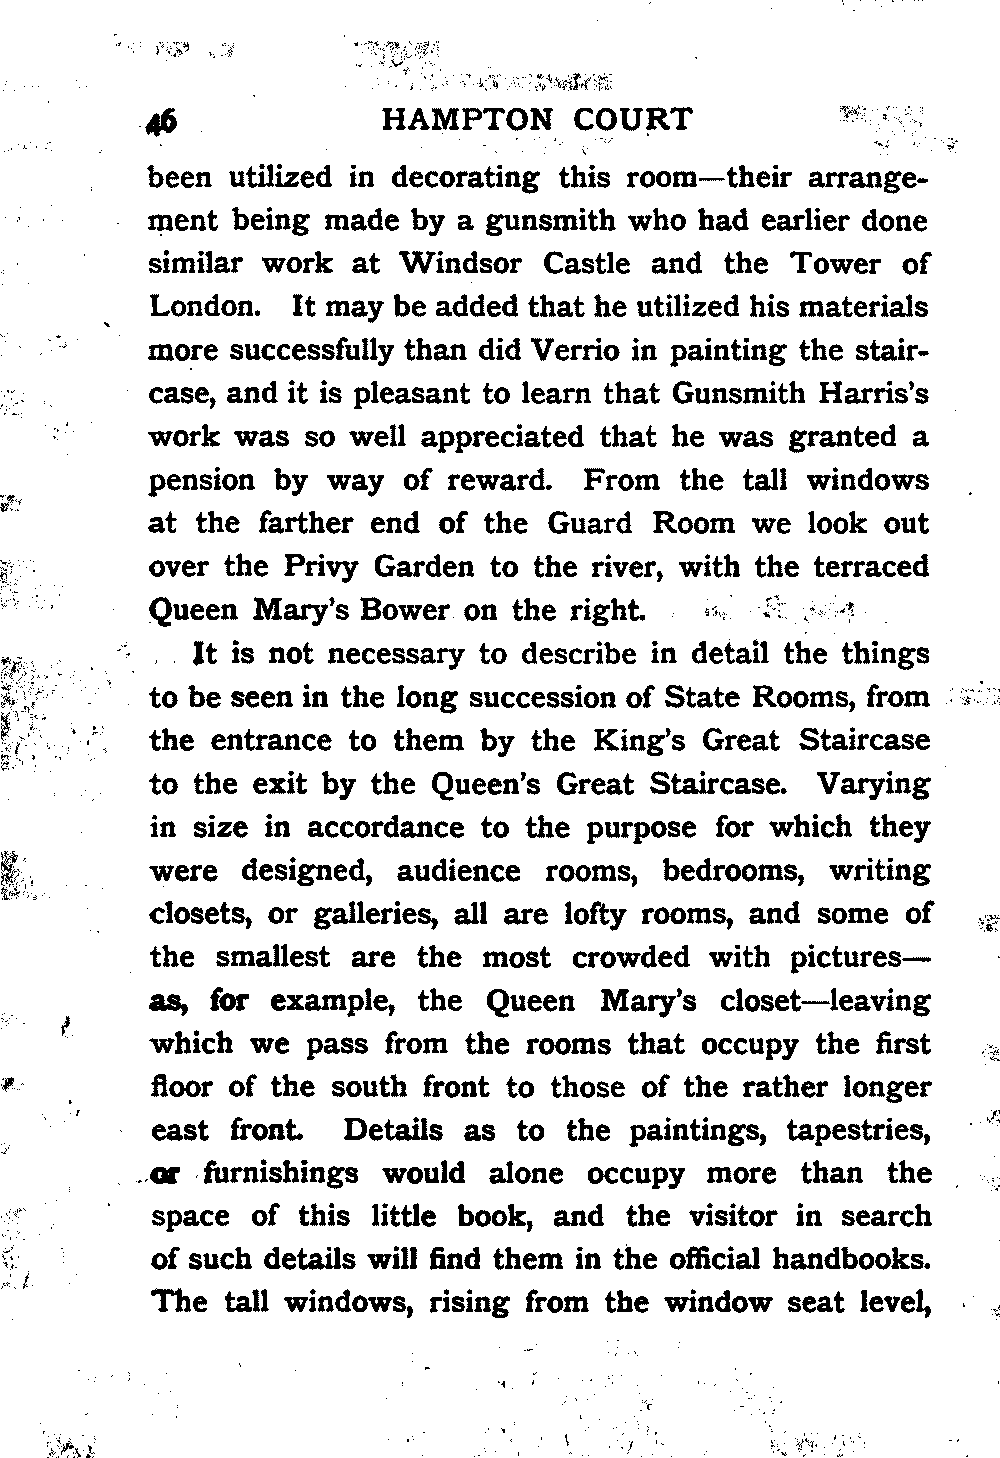 46 HAMPTON COURT
been utilized in decorating this room—their arrange-
ment being made by a gunsmith who had earlier done
similar work at Windsor Castle and the Tower of
London. It may be added that he utilized his materials
more successfully than did Verrio in painting the stair-
case, and it is pleasant to learn that Gunsmith Harris's
work was so well appreciated that he was granted a
pension by way of reward. From the tall windows
at the farther end of the Guard Room we look out
over the Privy Garden to the river, with the terraced
Queen Mary's Bower on the right.
It is not necessary to describe in detail the things
to be seen in the long succession of State Rooms, from
the entrance to them by the King's Great Staircase
to the exit by the Queen's Great Staircase. Varying
in size in accordance to the purpose for which they
were designed, audience rooms, bedrooms, writing
closets, or galleries, all are lofty rooms, and some of
the smallest are the most crowded with pictures—
as, for example, the Queen Mary's closet—leaving
which we pass from the rooms that occupy the first
floor of the south front to those of the rather longer
east front. Details as to the paintings, tapestries,
or furnishings would alone occupy more than the
space of this little book, and the visitor in search
of such details will find them in the official handbooks.
The tall windows, rising from the window seat level,